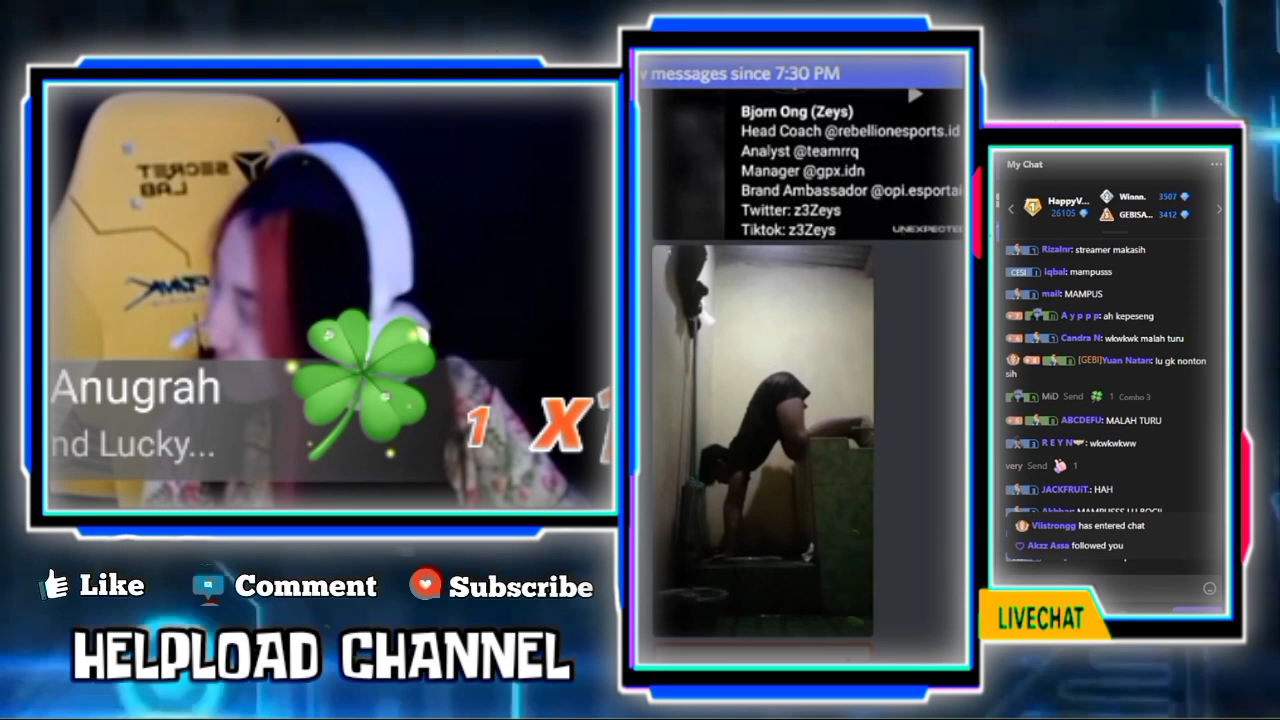 SECRET
LAB
Anugrah
nd Lucky...
1 X
Like
Comment
Subscribe
HELPLOAD CHANNEL
messages since 7:30 PM
Bjorn Ong (Zeys)
Head Coach @rebellionesports.id
Analyst @teamrrq
Manager @gpx.idn
Brand Ambassador @opi.esportai
Twitter: z3Zeys
Tiktok: z3Zeys
UNEXPECTED
My Chat
HappyV...
26105
Winnn. 3507
GEBISA... 3412
RizaInr: streamer makasih
CESI iqbal: mampusss
mail: MAMPUS
A y p p p: ah kepeseng
Candra N: wkwkwk malah turu
[GEBI]Yuan Natan: lu gk nonton
sih
MiD Send 1 Combo 3
ABCDEFU: MALAH TURU
R E Y N: wkwkwkww
very Send 1
JACKFRUiT.: HAH
Viistrongg has entered chat
Akzz Assa followed you
LIVECHAT